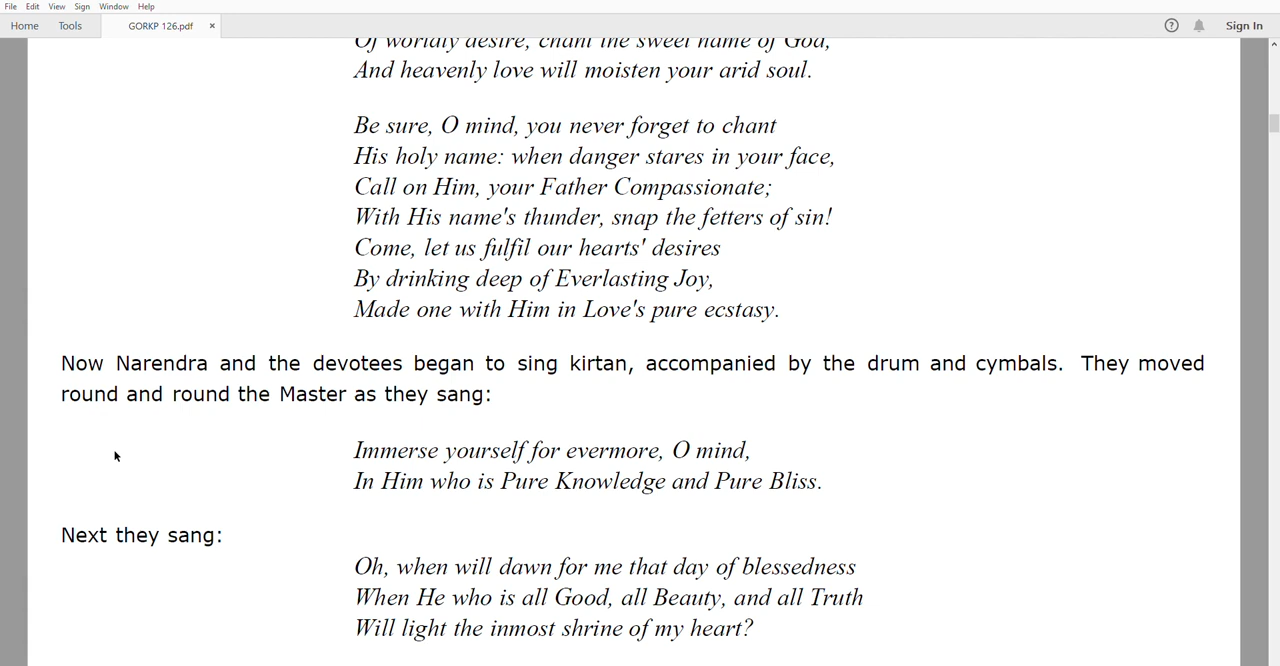 File Edit View Sign Window Help
Home Tools GORKP 126.pdf × ? Sign In
Of worldly desire, chant the sweet name of God,
And heavenly love will moisten your arid soul.
Be sure, O mind, you never forget to chant
His holy name: when danger stares in your face,
Call on Him, your Father Compassionate;
With His name's thunder, snap the fetters of sin!
Come, let us fulfil our hearts' desires
By drinking deep of Everlasting Joy,
Made one with Him in Love's pure ecstasy.
Now Narendra and the devotees began to sing kirtan, accompanied by the drum and cymbals. They moved
round and round the Master as they sang:
Immerse yourself for evermore, O mind,
In Him who is Pure Knowledge and Pure Bliss.
Next they sang:
Oh, when will dawn for me that day of blessedness
When He who is all Good, all Beauty, and all Truth
Will light the inmost shrine of my heart?